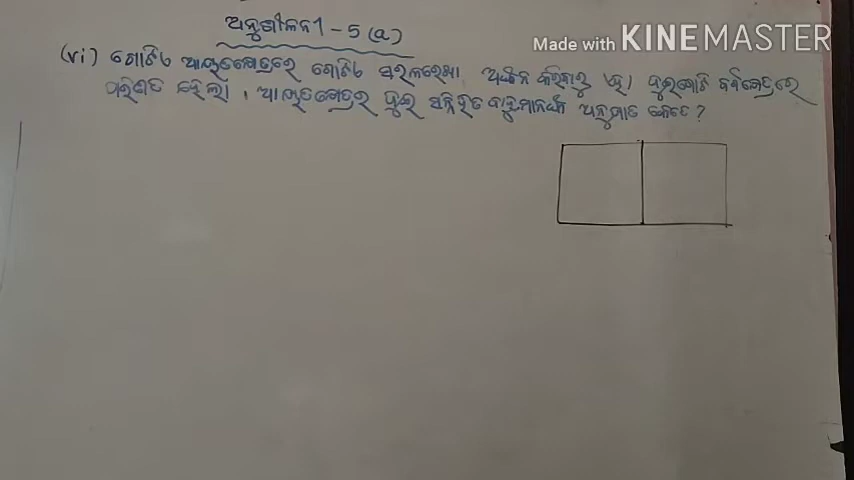 ଅନୁଶୀଳନୀ - 5 (a)
Made with KINEMASTER
(vi) ଗୋଟିଏ ଆୟତକ୍ଷେତ୍ରରେ ଗୋଟିଏ ସରଳରେଖା ଅଙ୍କନ କରିବାରୁ ଏହା ଦୁଇଗୋଟି ବର୍ଗକ୍ଷେତ୍ରରେ
ପରିଣତ ହେଲା । ଆୟତକ୍ଷେତ୍ରର ଦୁଇ ସନ୍ନିହିତ ବାହୁମାନଙ୍କ ଅନୁପାତ କେତେ ?